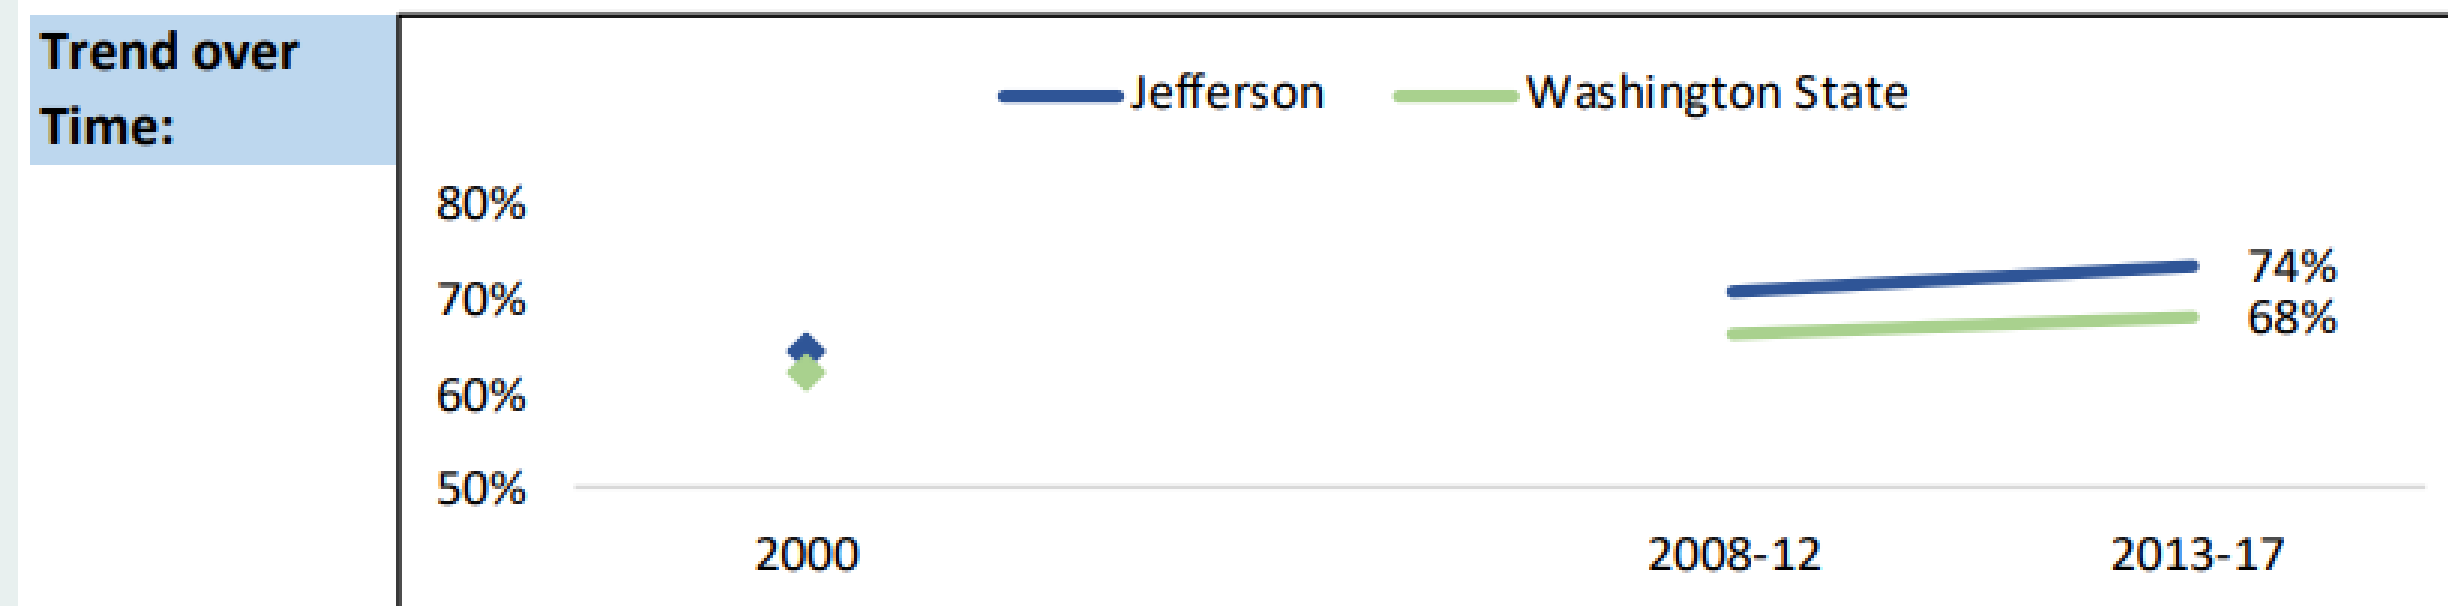 Trend over
Time:
Jefferson Washington State
80%
70%
60%
50%
74%
68%
2000 2008-12 2013-17